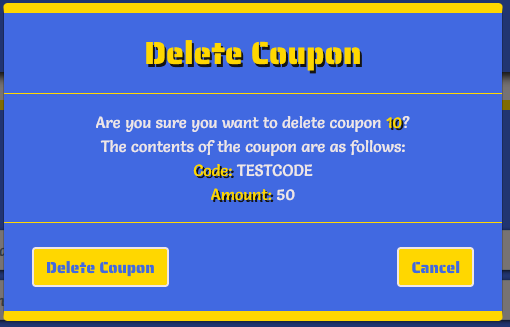 Delete Coupon
Are you sure you want to delete coupon 10?
The contents of the coupon are as follows:
Code: TESTCODE
Amount: 50
Delete Coupon
Cancel